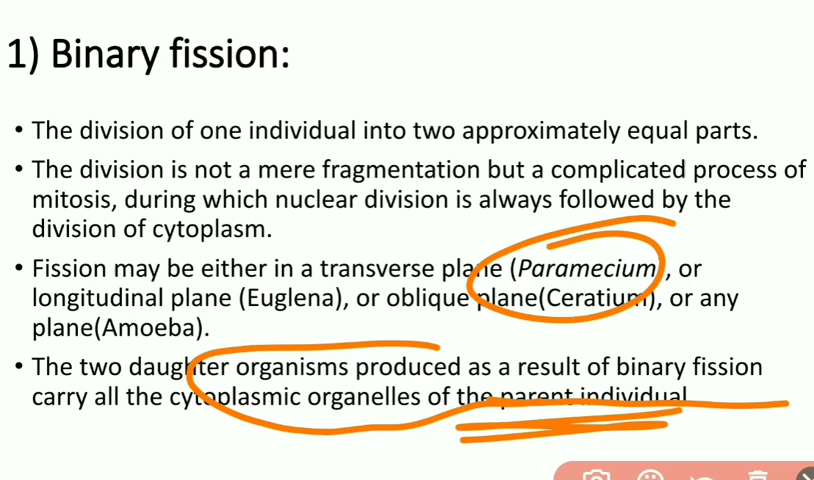 1) Binary fission:
• The division of one individual into two approximately equal parts.
• The division is not a mere fragmentation but a complicated process of
mitosis, during which nuclear division is always followed by the
division of cytoplasm.
• Fission may be either in a transverse plane (Paramecium), or
longitudinal plane (Euglena), or oblique plane(Ceratium), or any
plane(Amoeba).
• The two daughter organisms produced as a result of binary fission
carry all the cytoplasmic organelles of the parent individual